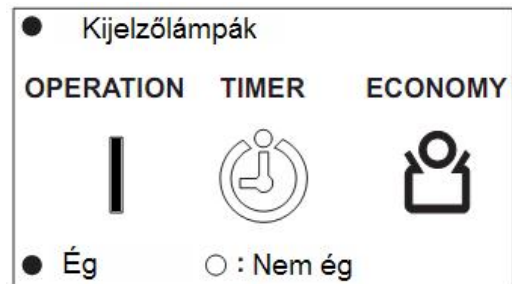 ● Kijelzőlámpák
OPERATION TIMER ECONOMY
● Ég ○ : Nem ég